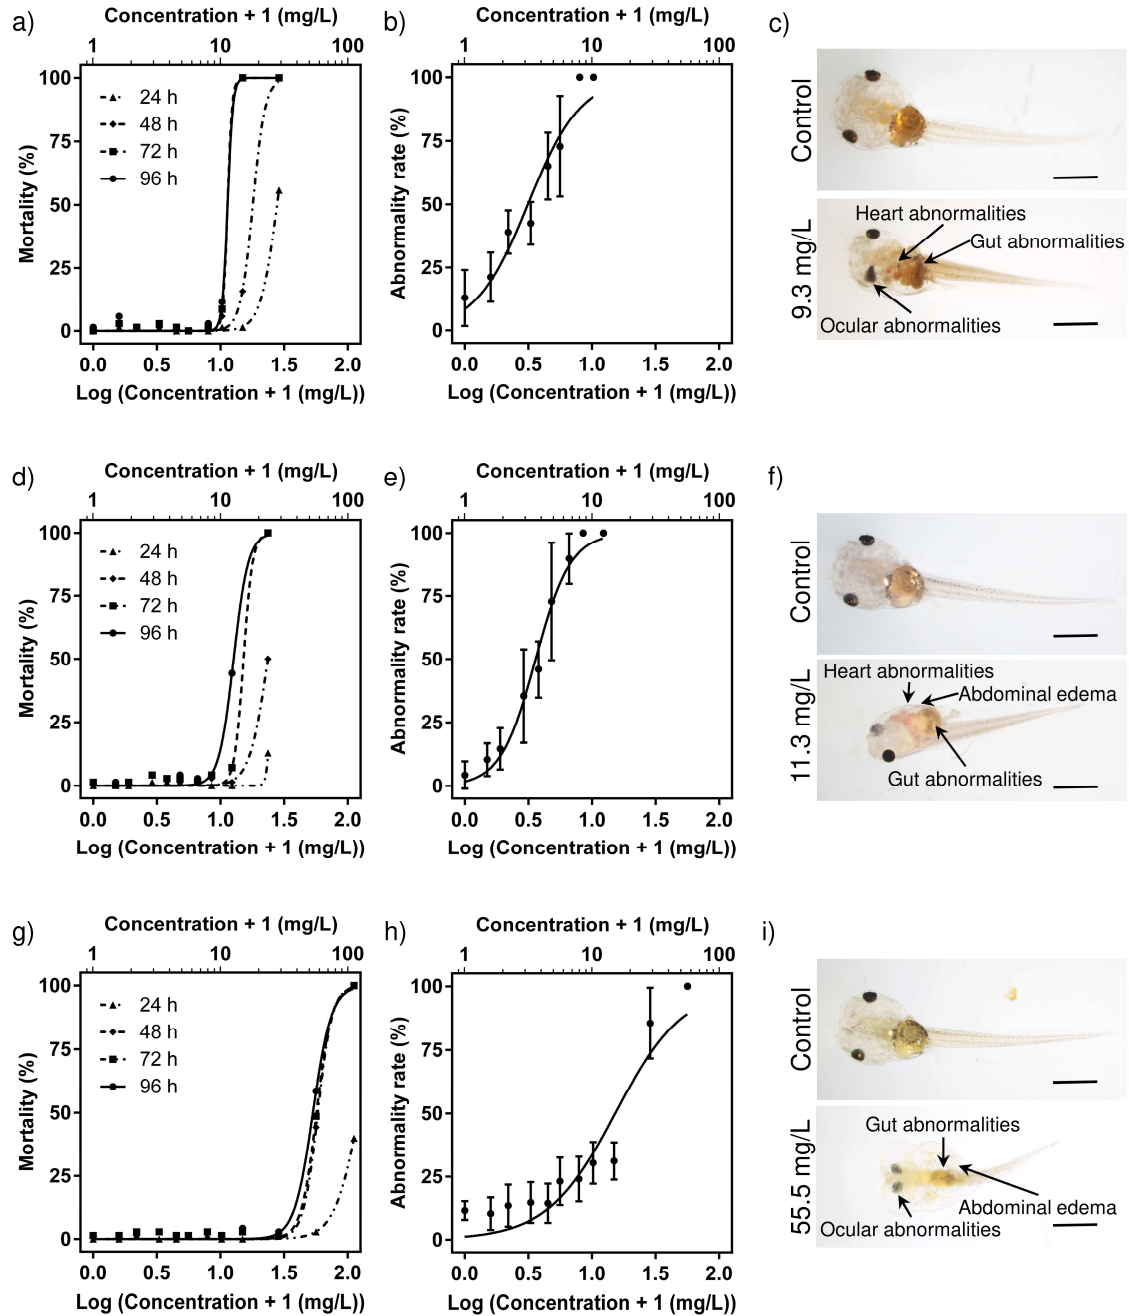 a)
Concentration + 1 (mg/L)
1 10 100
100
75
50
25
0
Mortality (%)
24 h
48 h
72 h
96 h
0.0 0.5 1.0 1.5 2.0
Log (Concentration + 1 (mg/L))
b)
Concentration + 1 (mg/L)
1 10 100
100
75
50
25
0
Abnormality rate (%)
0.0 0.5 1.0 1.5 2.0
Log (Concentration + 1 (mg/L))
c)
Control
9.3 mg/L
Heart abnormalities
Gut abnormalities
Ocular abnormalities
d)
Concentration + 1 (mg/L)
1 10 100
100
75
50
25
0
Mortality (%)
24 h
48 h
72 h
96 h
0.0 0.5 1.0 1.5 2.0
Log (Concentration + 1 (mg/L))
e)
Concentration + 1 (mg/L)
1 10 100
100
75
50
25
0
Abnormality rate (%)
0.0 0.5 1.0 1.5 2.0
Log (Concentration + 1 (mg/L))
f)
Control
11.3 mg/L
Heart abnormalities
Abdominal edema
Gut abnormalities
g)
Concentration + 1 (mg/L)
1 10 100
100
75
50
25
0
Mortality (%)
24 h
48 h
72 h
96 h
0.0 0.5 1.0 1.5 2.0
Log (Concentration + 1 (mg/L))
h)
Concentration + 1 (mg/L)
1 10 100
100
75
50
25
0
Abnormality rate (%)
0.0 0.5 1.0 1.5 2.0
Log (Concentration + 1 (mg/L))
i)
Control
55.5 mg/L
Gut abnormalities
Abdominal edema
Ocular abnormalities